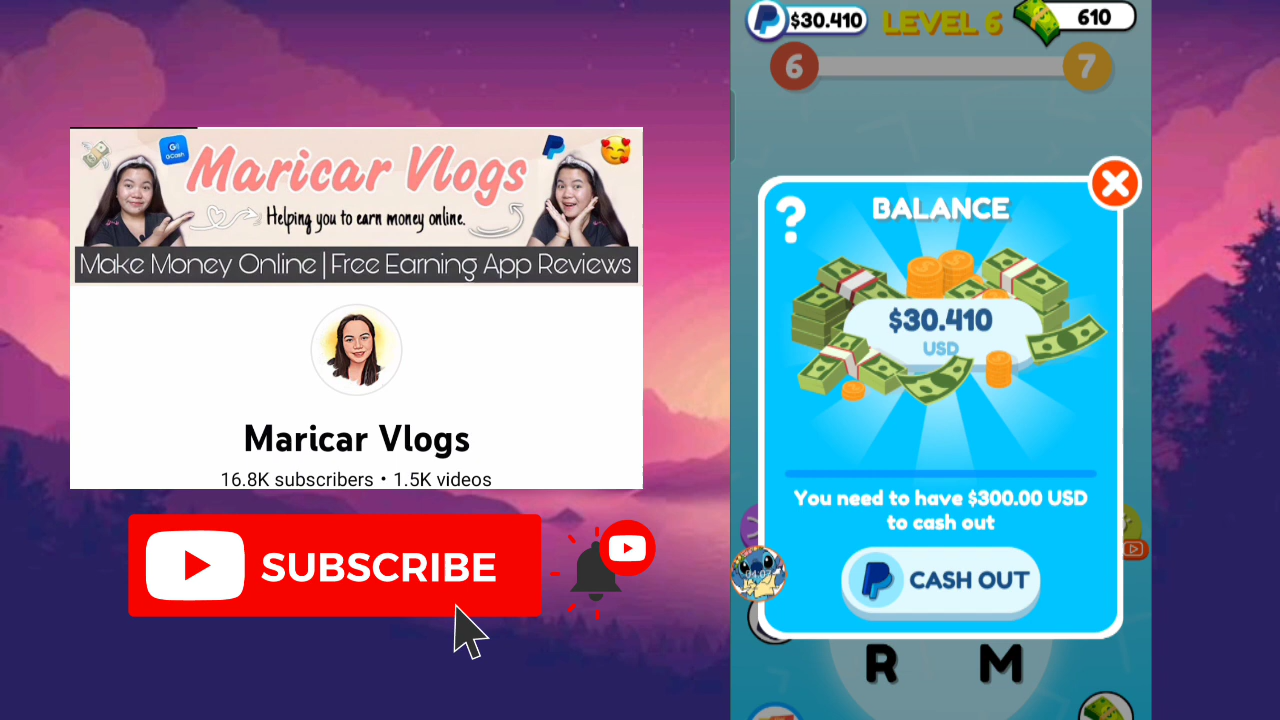 Gi
GCash
Maricar Vlogs
Helping you to earn money online.
Make Money Online | Free Earning App Reviews
Maricar Vlogs
16.8K subscribers • 1.5K videos
SUBSCRIBE
$30.410
LEVEL 6
610
6
7
?
BALANCE
$30.410
USD
You need to have $300.00 USD
to cash out
CASH OUT
R M